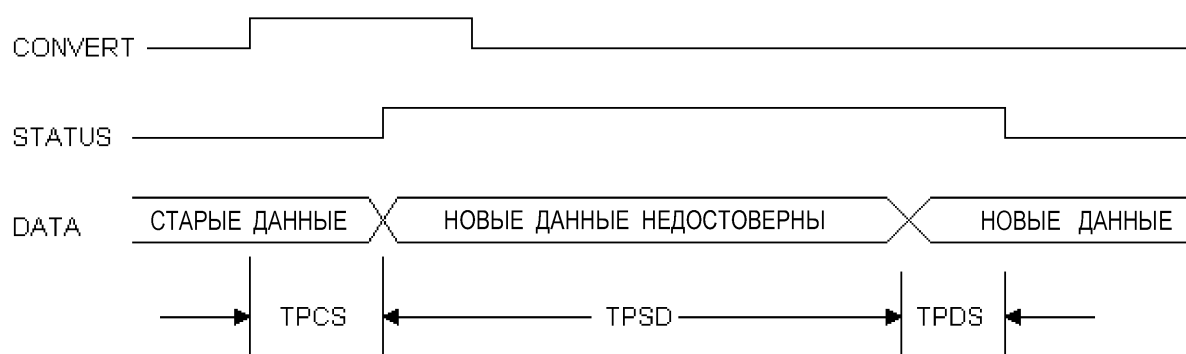 CONVERT
STATUS
DATA
СТАРЫЕ ДАННЫЕ
НОВЫЕ ДАННЫЕ НЕДОСТОВЕРНЫ
НОВЫЕ ДАННЫЕ
TPCS
TPSD
TPDS